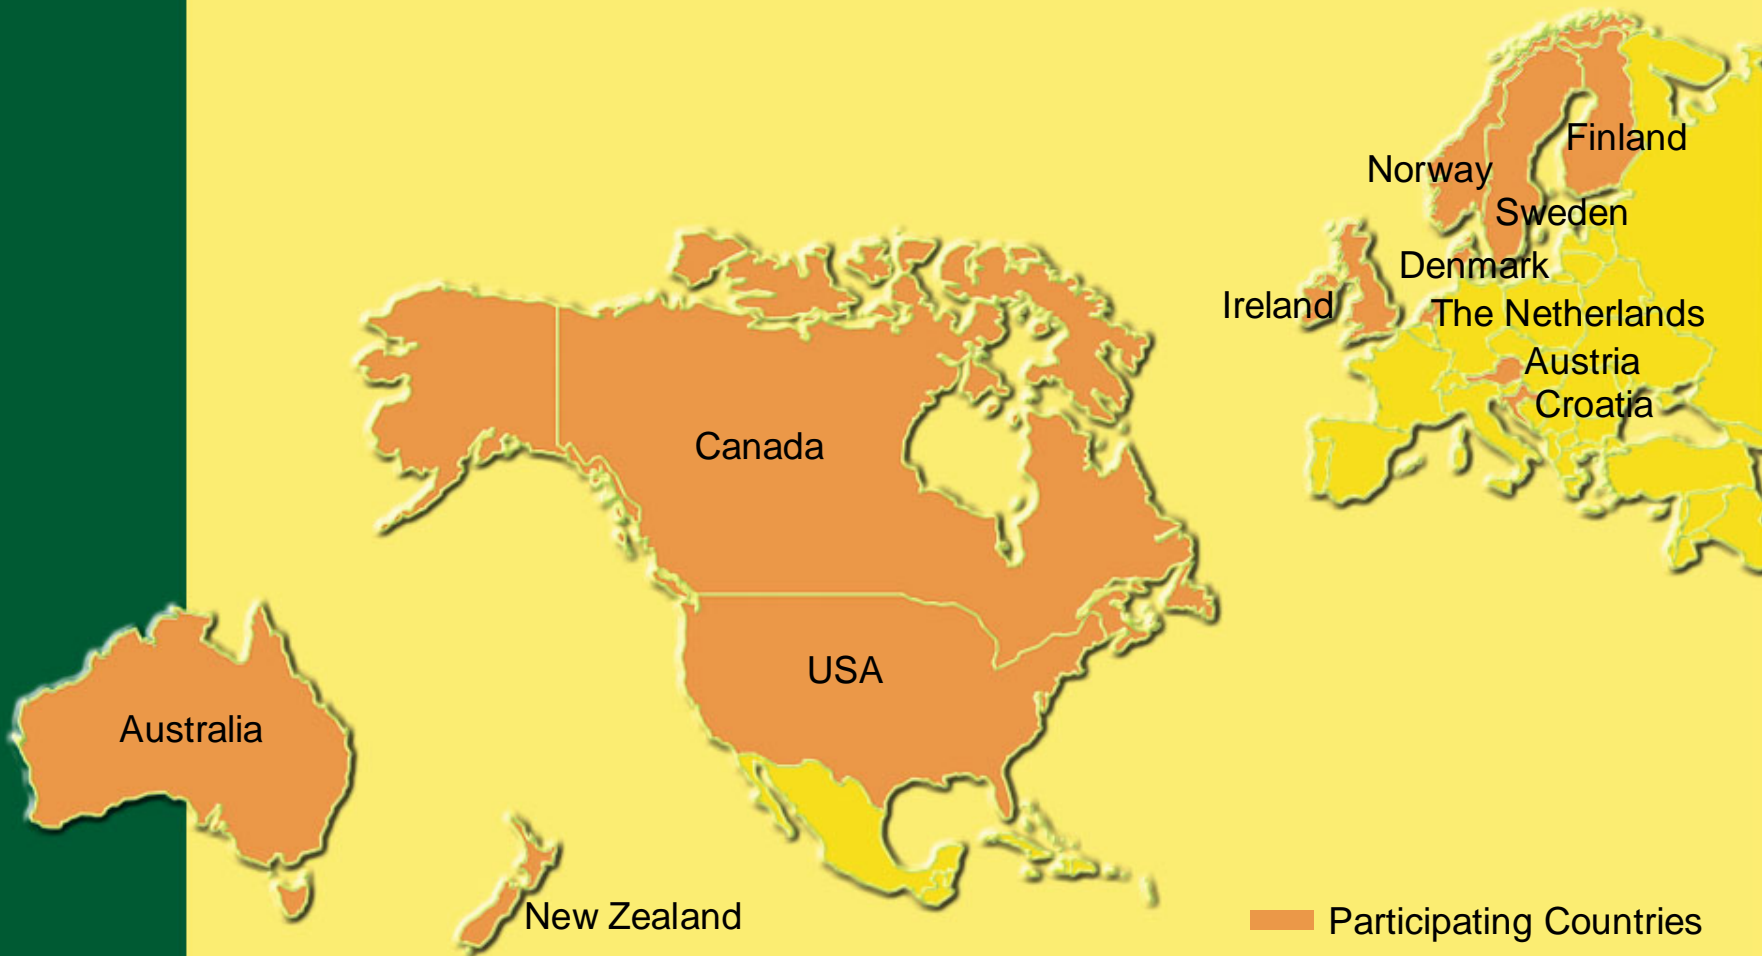 Finland
Norway
Sweden
Denmark
Ireland
The Netherlands
Austria
Croatia
Canada
USA
Australia
New Zealand
Participating Countries